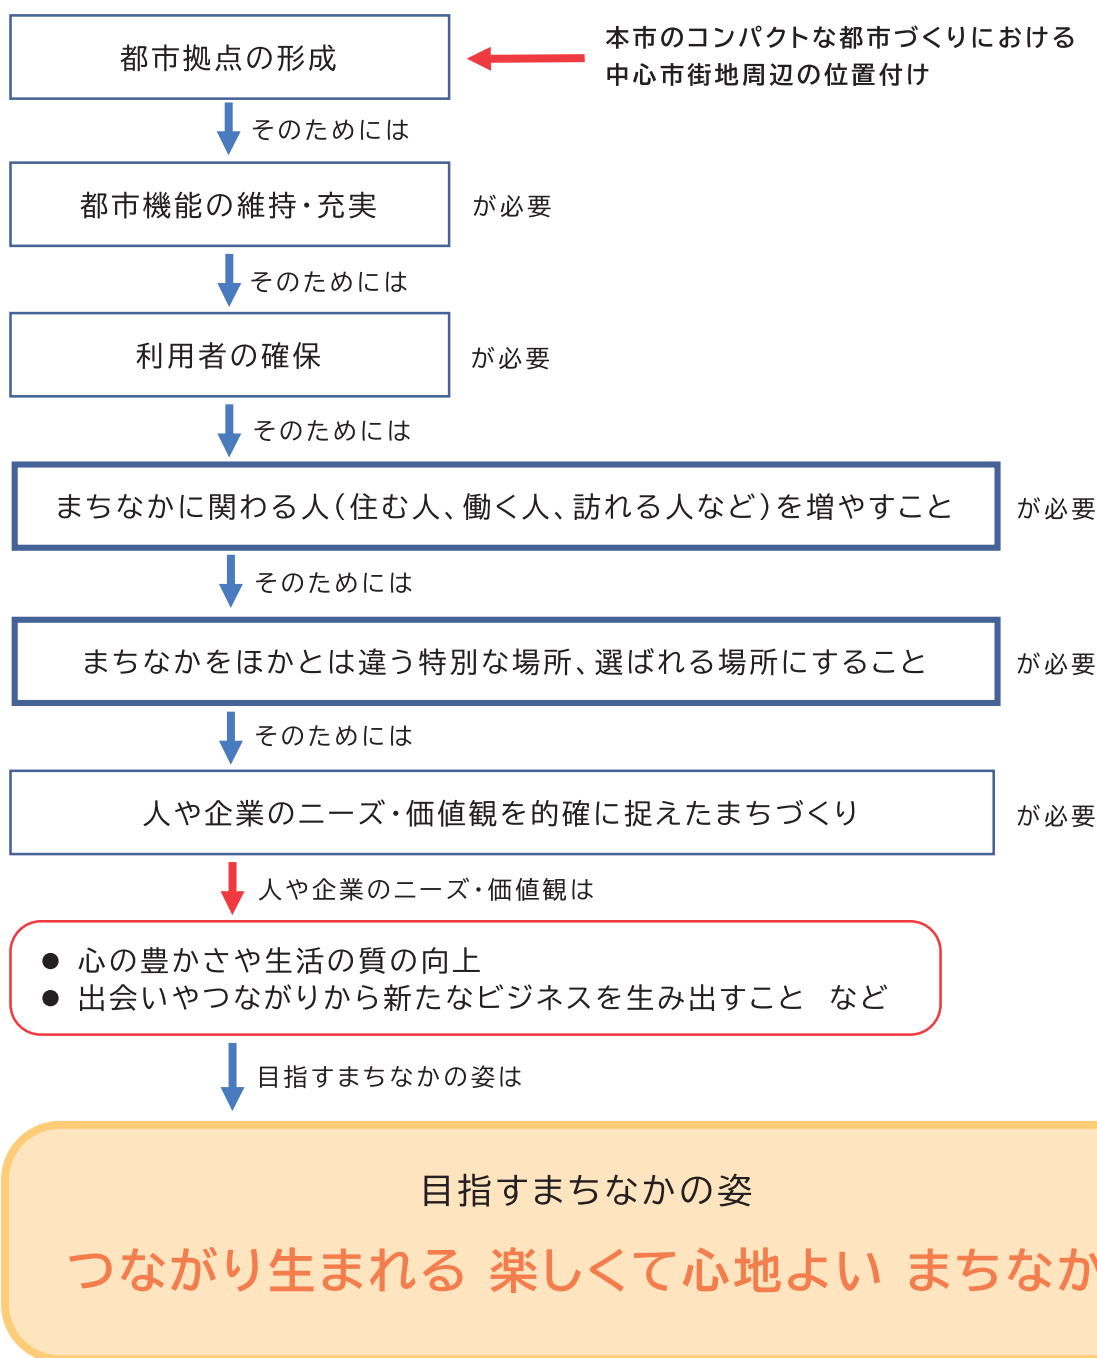 都市拠点の形成
本市のコンパクトな都市づくりにおける
中心市街地周辺の位置付け
そのためには
都市機能の維持・充実
が必要
そのためには
利用者の確保
が必要
そのためには
まちなかに関わる人（住む人、働く人、訪れる人など）を増やすこと
が必要
そのためには
まちなかをほかとは違う特別な場所、選ばれる場所にすること
が必要
そのためには
人や企業のニーズ・価値観を的確に捉えたまちづくり
が必要
人や企業のニーズ・価値観は
● 心の豊かさや生活の質の向上
● 出会いやつながりから新たなビジネスを生み出すこと　など
目指すまちなかの姿は
目指すまちなかの姿
つながり生まれる 楽しくて心地よい まちなか